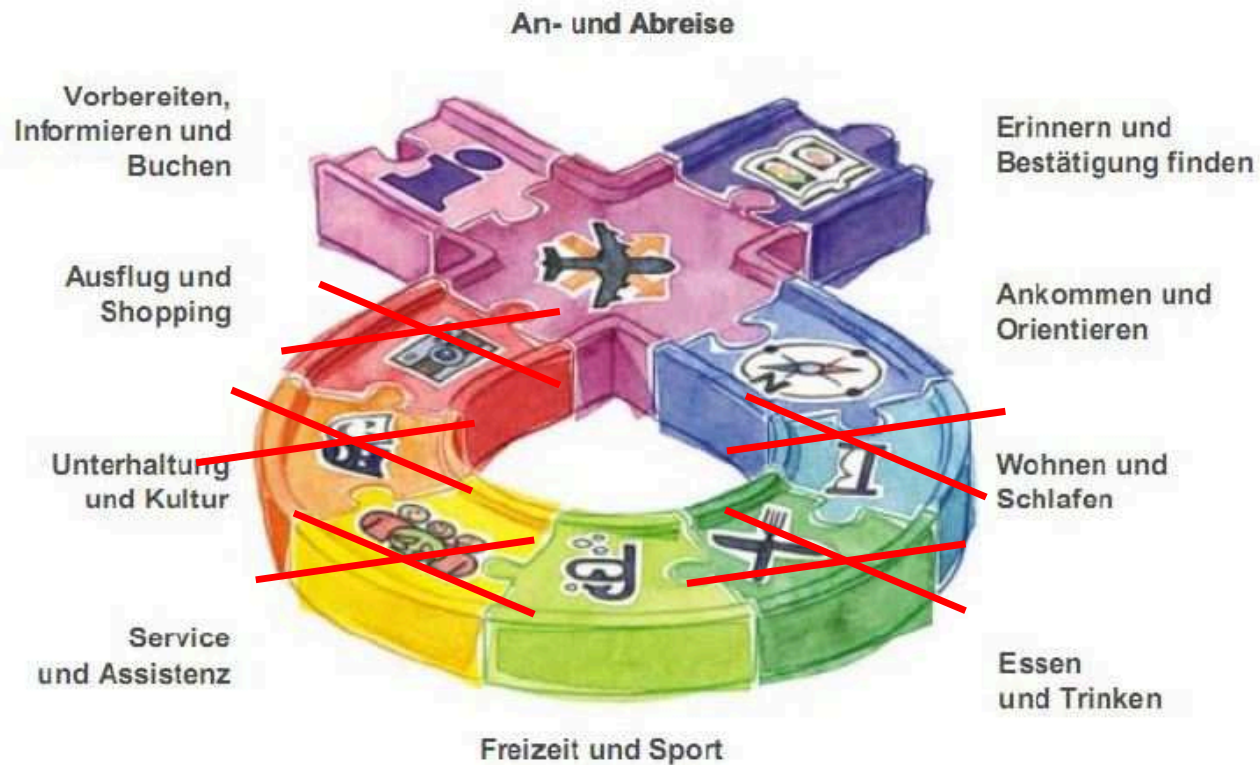 An- und Abreise
Vorbereiten,
Informieren und
Buchen
Erinnern und
Bestätigung finden
Ausflug und
Shopping
Ankommen und
Orientieren
Unterhaltung
und Kultur
Wohnen und
Schlafen
Service
und Assistenz
Essen
und Trinken
Freizeit und Sport